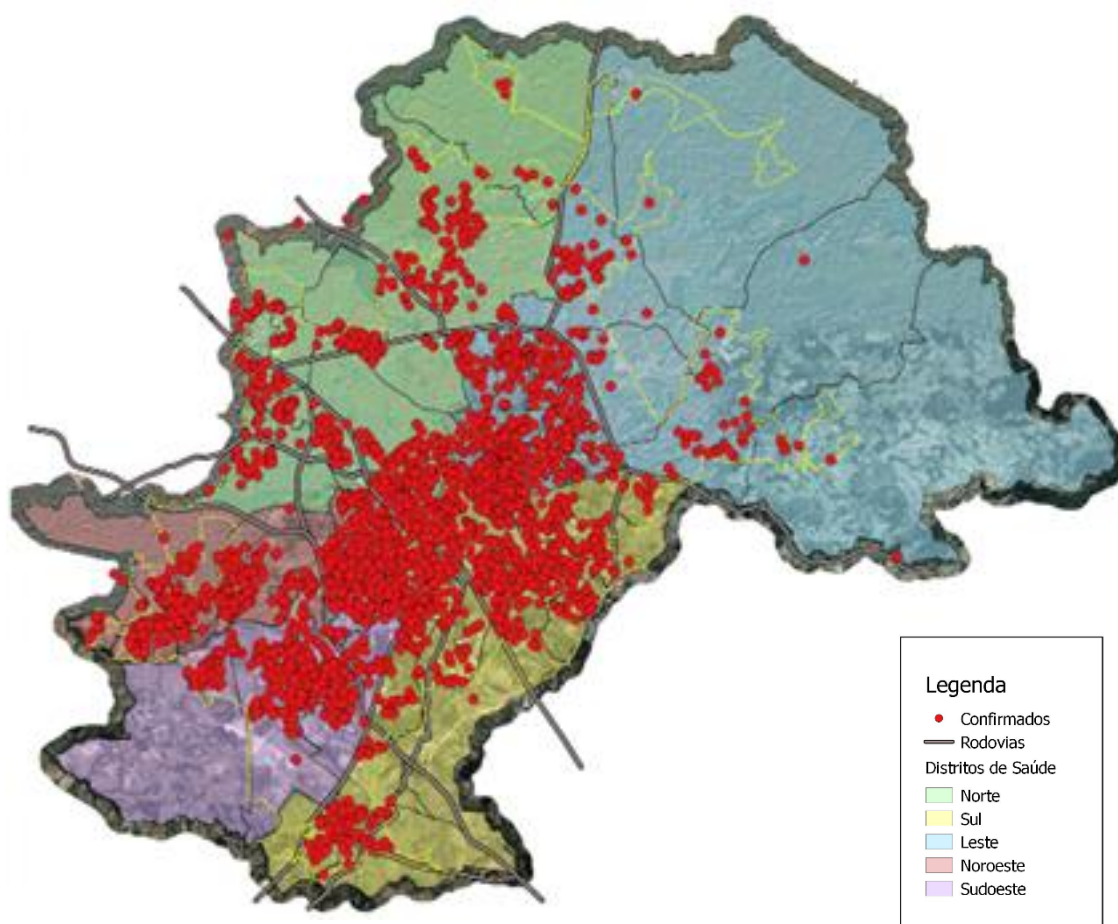 Legenda
Confirmados
Rodovias
Distritos de Saúde
Norte
Sul
Leste
Noroeste
Sudoeste